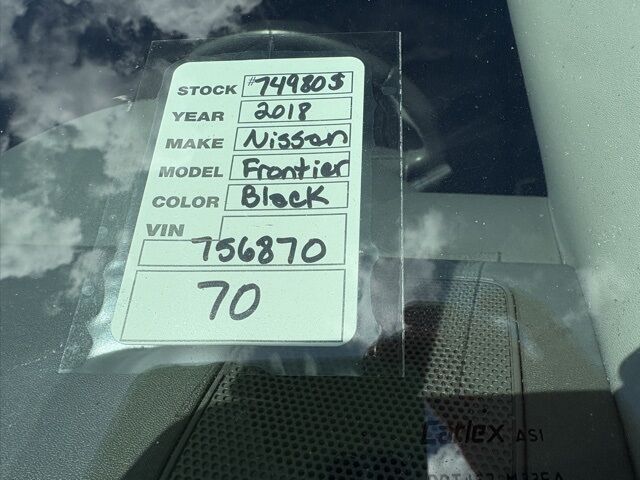 STOCK #74980S
YEAR 2018
MAKE Nissan
MODEL Frontier
COLOR Black
VIN
756870
70
AS1